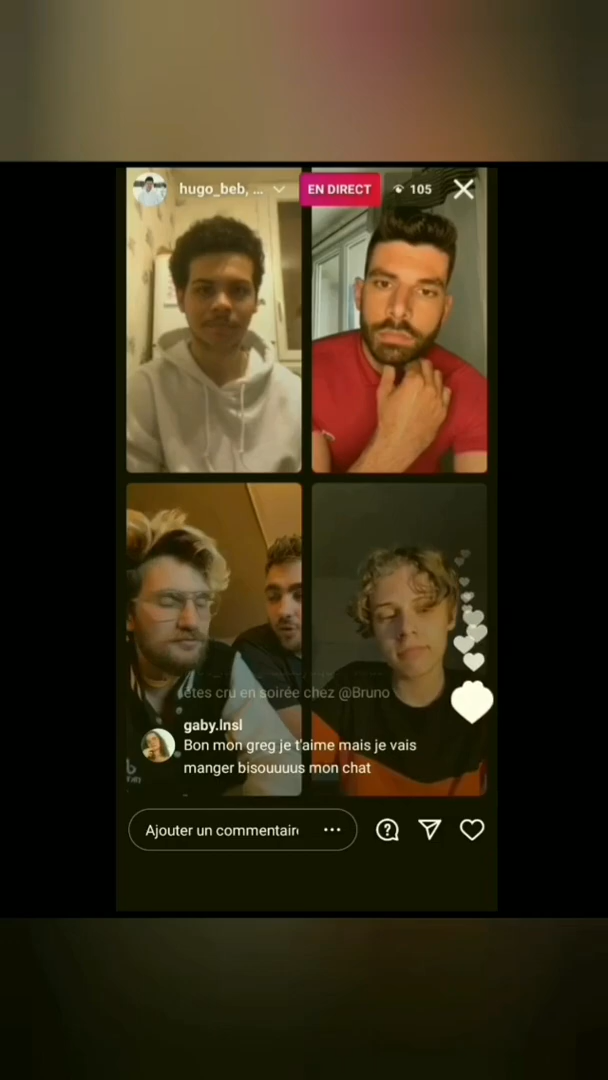 hugo_beb, ...
EN DIRECT
105
êtes cru en soirée chez @Bruno
gaby.lnsl
Bon mon greg je t'aime mais je vais
manger bisouuuus mon chat
Ajouter un commentair